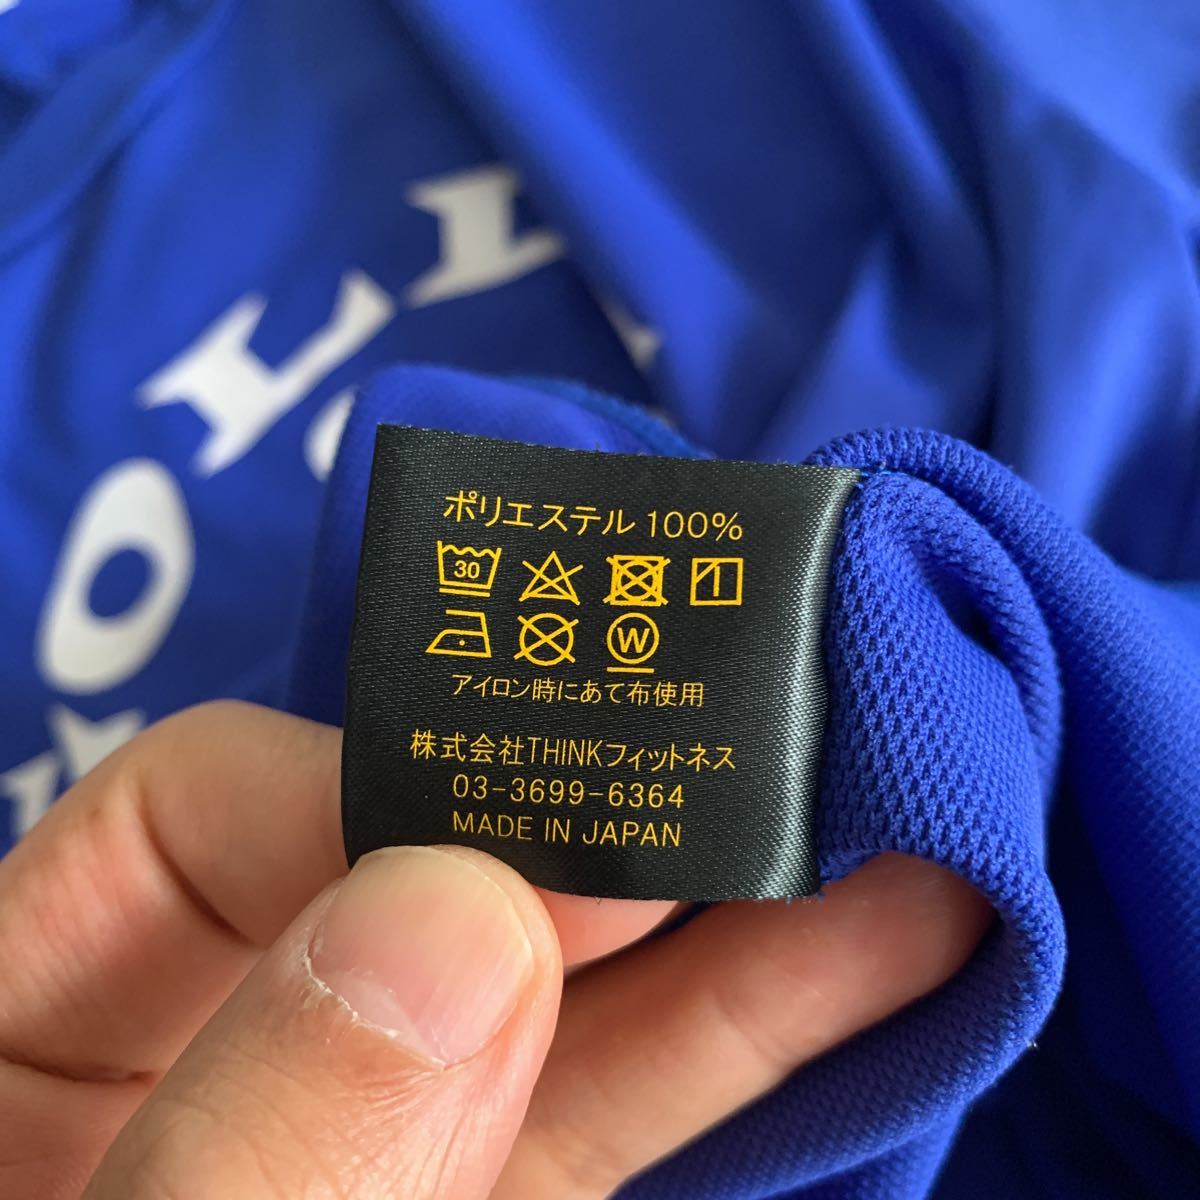 ポリエステル 100%
30
W
アイロン時にあて布使用
株式会社THINKフィットネス
03-3699-6364
MADE IN JAPAN